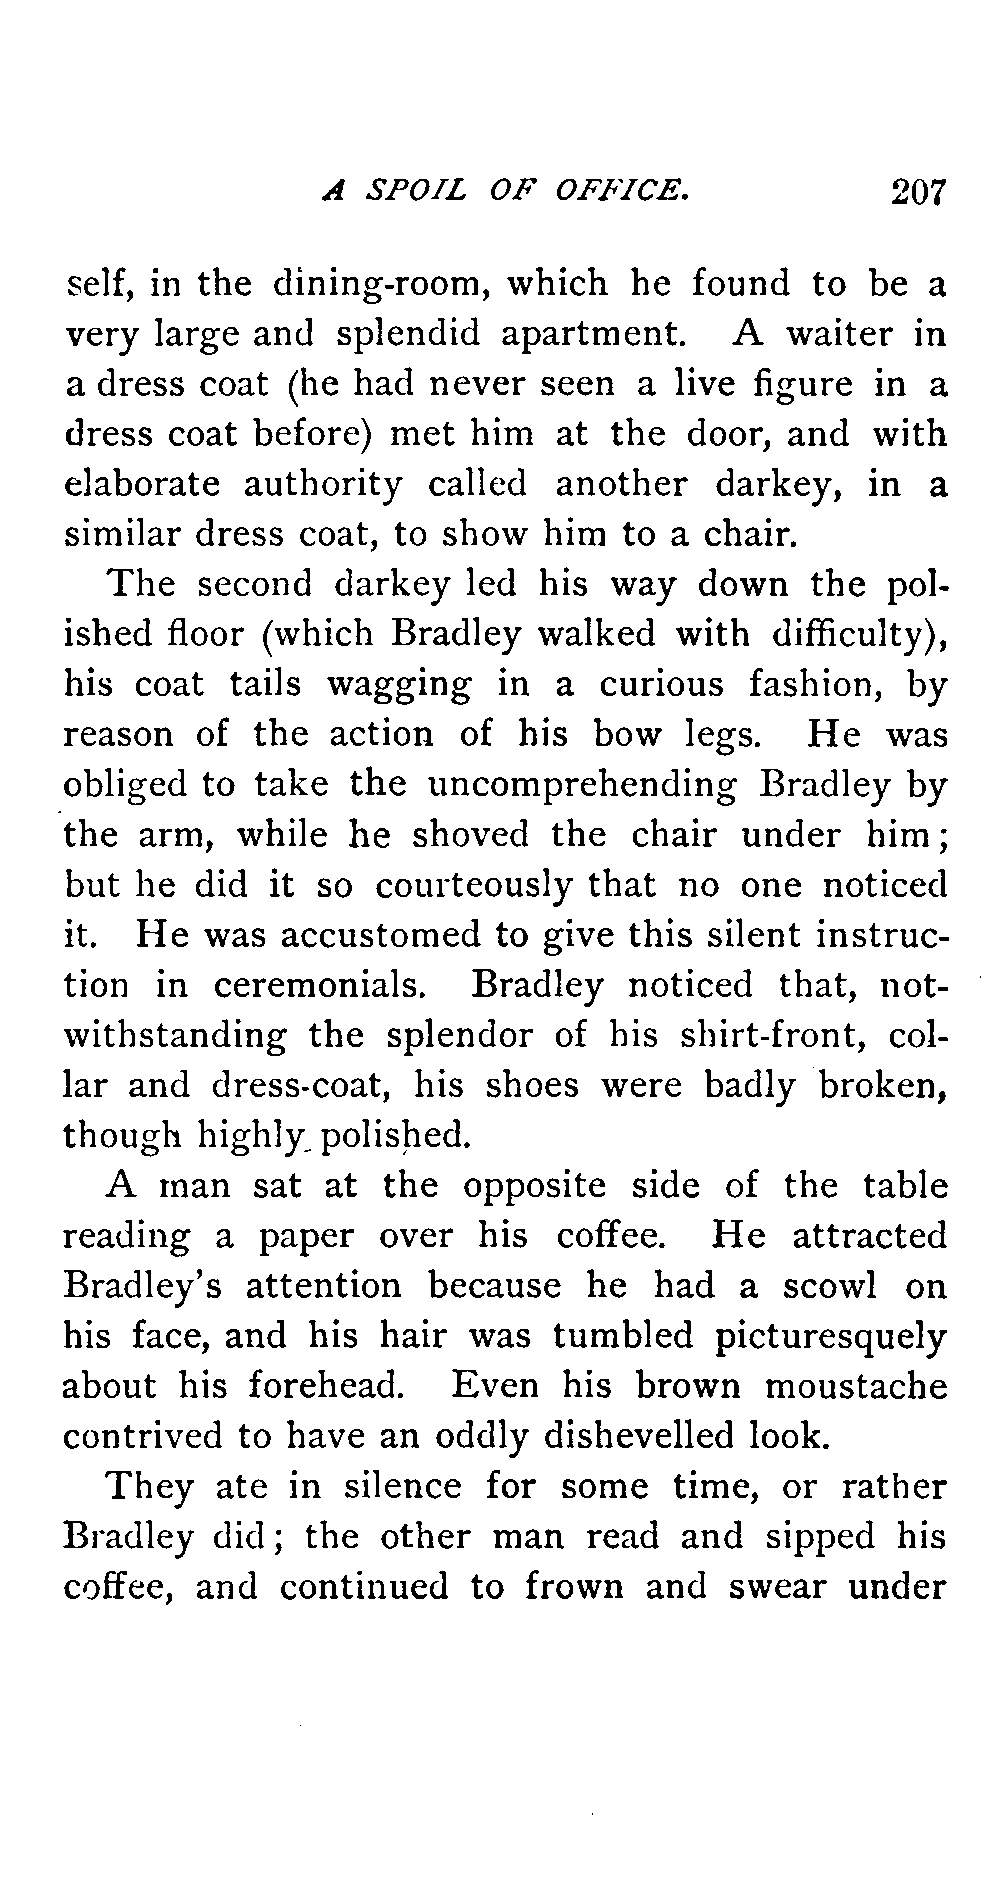 A SPOIL OF OFFICE. 207
self, in the dining-room, which he found to be a
very large and splendid apartment. A waiter in
a dress coat (he had never seen a live figure in a
dress coat before) met him at the door, and with
elaborate authority called another darkey, in a
similar dress coat, to show him to a chair.
The second darkey led his way down the pol-
ished floor (which Bradley walked with difficulty),
his coat tails wagging in a curious fashion, by
reason of the action of his bow legs. He was
obliged to take the uncomprehending Bradley by
the arm, while he shoved the chair under him;
but he did it so courteously that no one noticed
it. He was accustomed to give this silent instruc-
tion in ceremonials. Bradley noticed that, not-
withstanding the splendor of his shirt-front, col-
lar and dress-coat, his shoes were badly broken,
though highly polished.
A man sat at the opposite side of the table
reading a paper over his coffee. He attracted
Bradley's attention because he had a scowl on
his face, and his hair was tumbled picturesquely
about his forehead. Even his brown moustache
contrived to have an oddly dishevelled look.
They ate in silence for some time, or rather
Bradley did; the other man read and sipped his
coffee, and continued to frown and swear under